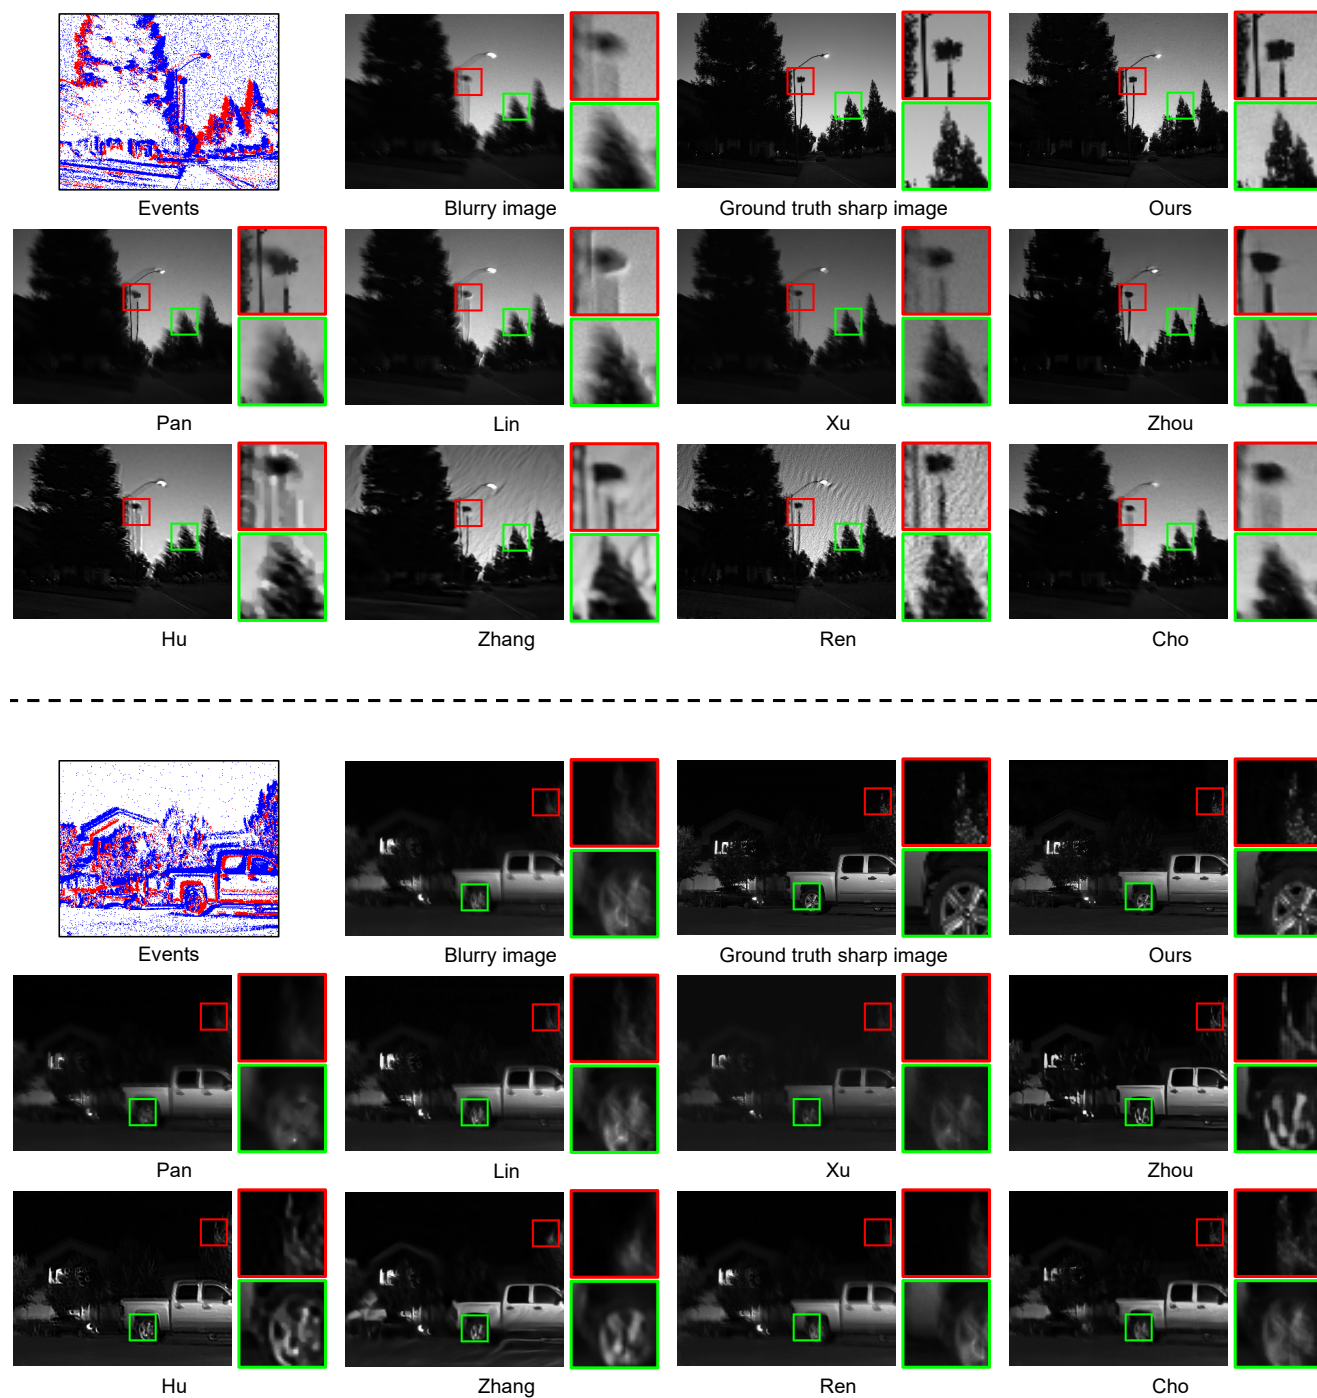 Events
Blurry image
Ground truth sharp image
Ours
Pan
Lin
Xu
Zhou
Hu
Zhang
Ren
Cho
Events
Blurry image
Ground truth sharp image
Ours
Pan
Lin
Xu
Zhou
Hu
Zhang
Ren
Cho